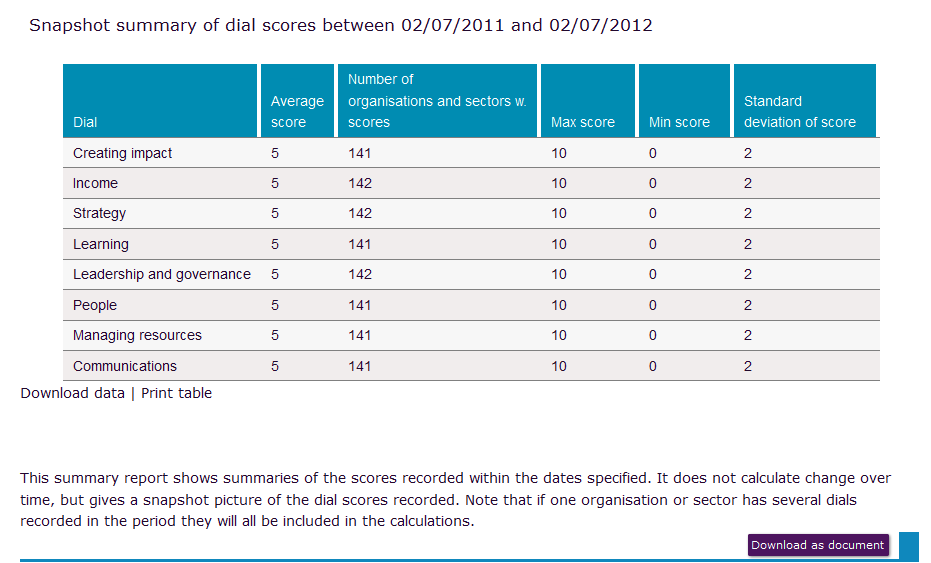 Snapshot summary of dial scores between 02/07/2011 and 02/07/2012
Dial Average score Number of organisations and sectors w. scores Max score Min score Standard deviation of score
Creating impact 5 141 10 0 2
Income 5 142 10 0 2
Strategy 5 142 10 0 2
Learning 5 141 10 0 2
Leadership and governance 5 142 10 0 2
People 5 141 10 0 2
Managing resources 5 141 10 0 2
Communications 5 141 10 0 2
Download data | Print table
This summary report shows summaries of the scores recorded within the dates specified. It does not calculate change over
time, but gives a snapshot picture of the dial scores recorded. Note that if one organisation or sector has several dials
recorded in the period they will all be included in the calculations.
Download as document